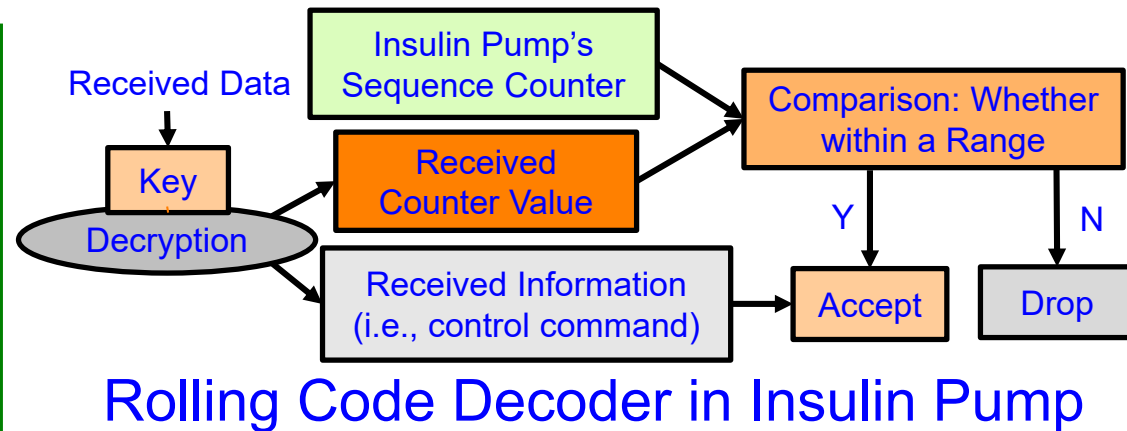 Received Data
Key
Decryption
Insulin Pump's
Sequence Counter
Received
Counter Value
Received Information
(i.e., control command)
Comparison: Whether
within a Range
Y
N
Accept
Drop
Rolling Code Decoder in Insulin Pump